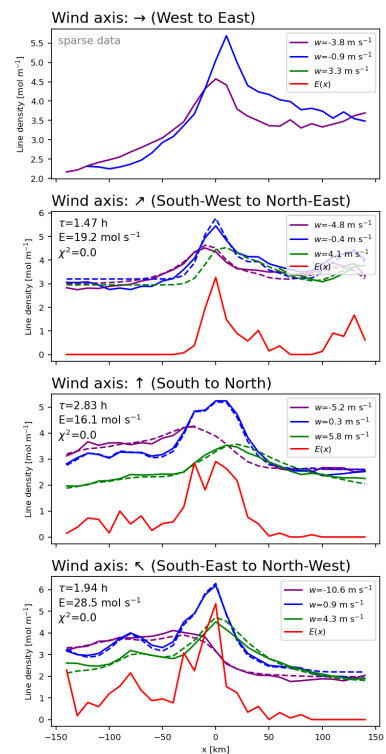 Wind axis: → (West to East)
sparse data
w=-3.8 m s⁻¹
w=-0.9 m s⁻¹
w=3.3 m s⁻¹
E(x)
5.5
5.0
4.5
4.0
3.5
3.0
2.5
2.0
Line density [mol m⁻¹]
Wind axis: ↗ (South-West to North-East)
τ=1.47 h
E=19.2 mol s⁻¹
χ²=0.0
w=-4.8 m s⁻¹
w=-0.4 m s⁻¹
w=4.1 m s⁻¹
E(x)
6
5
4
3
2
1
0
Line density [mol m⁻¹]
Wind axis: ↑ (South to North)
τ=2.83 h
E=16.1 mol s⁻¹
χ²=0.0
w=-5.2 m s⁻¹
w=0.3 m s⁻¹
w=5.8 m s⁻¹
E(x)
5
4
3
2
1
0
Line density [mol m⁻¹]
Wind axis: ↖ (South-East to North-West)
τ=1.94 h
E=28.5 mol s⁻¹
χ²=0.0
w=-10.6 m s⁻¹
w=0.9 m s⁻¹
w=4.3 m s⁻¹
E(x)
6
5
4
3
2
1
0
Line density [mol m⁻¹]
−150 −100 −50 0 50 100 150
x [km]